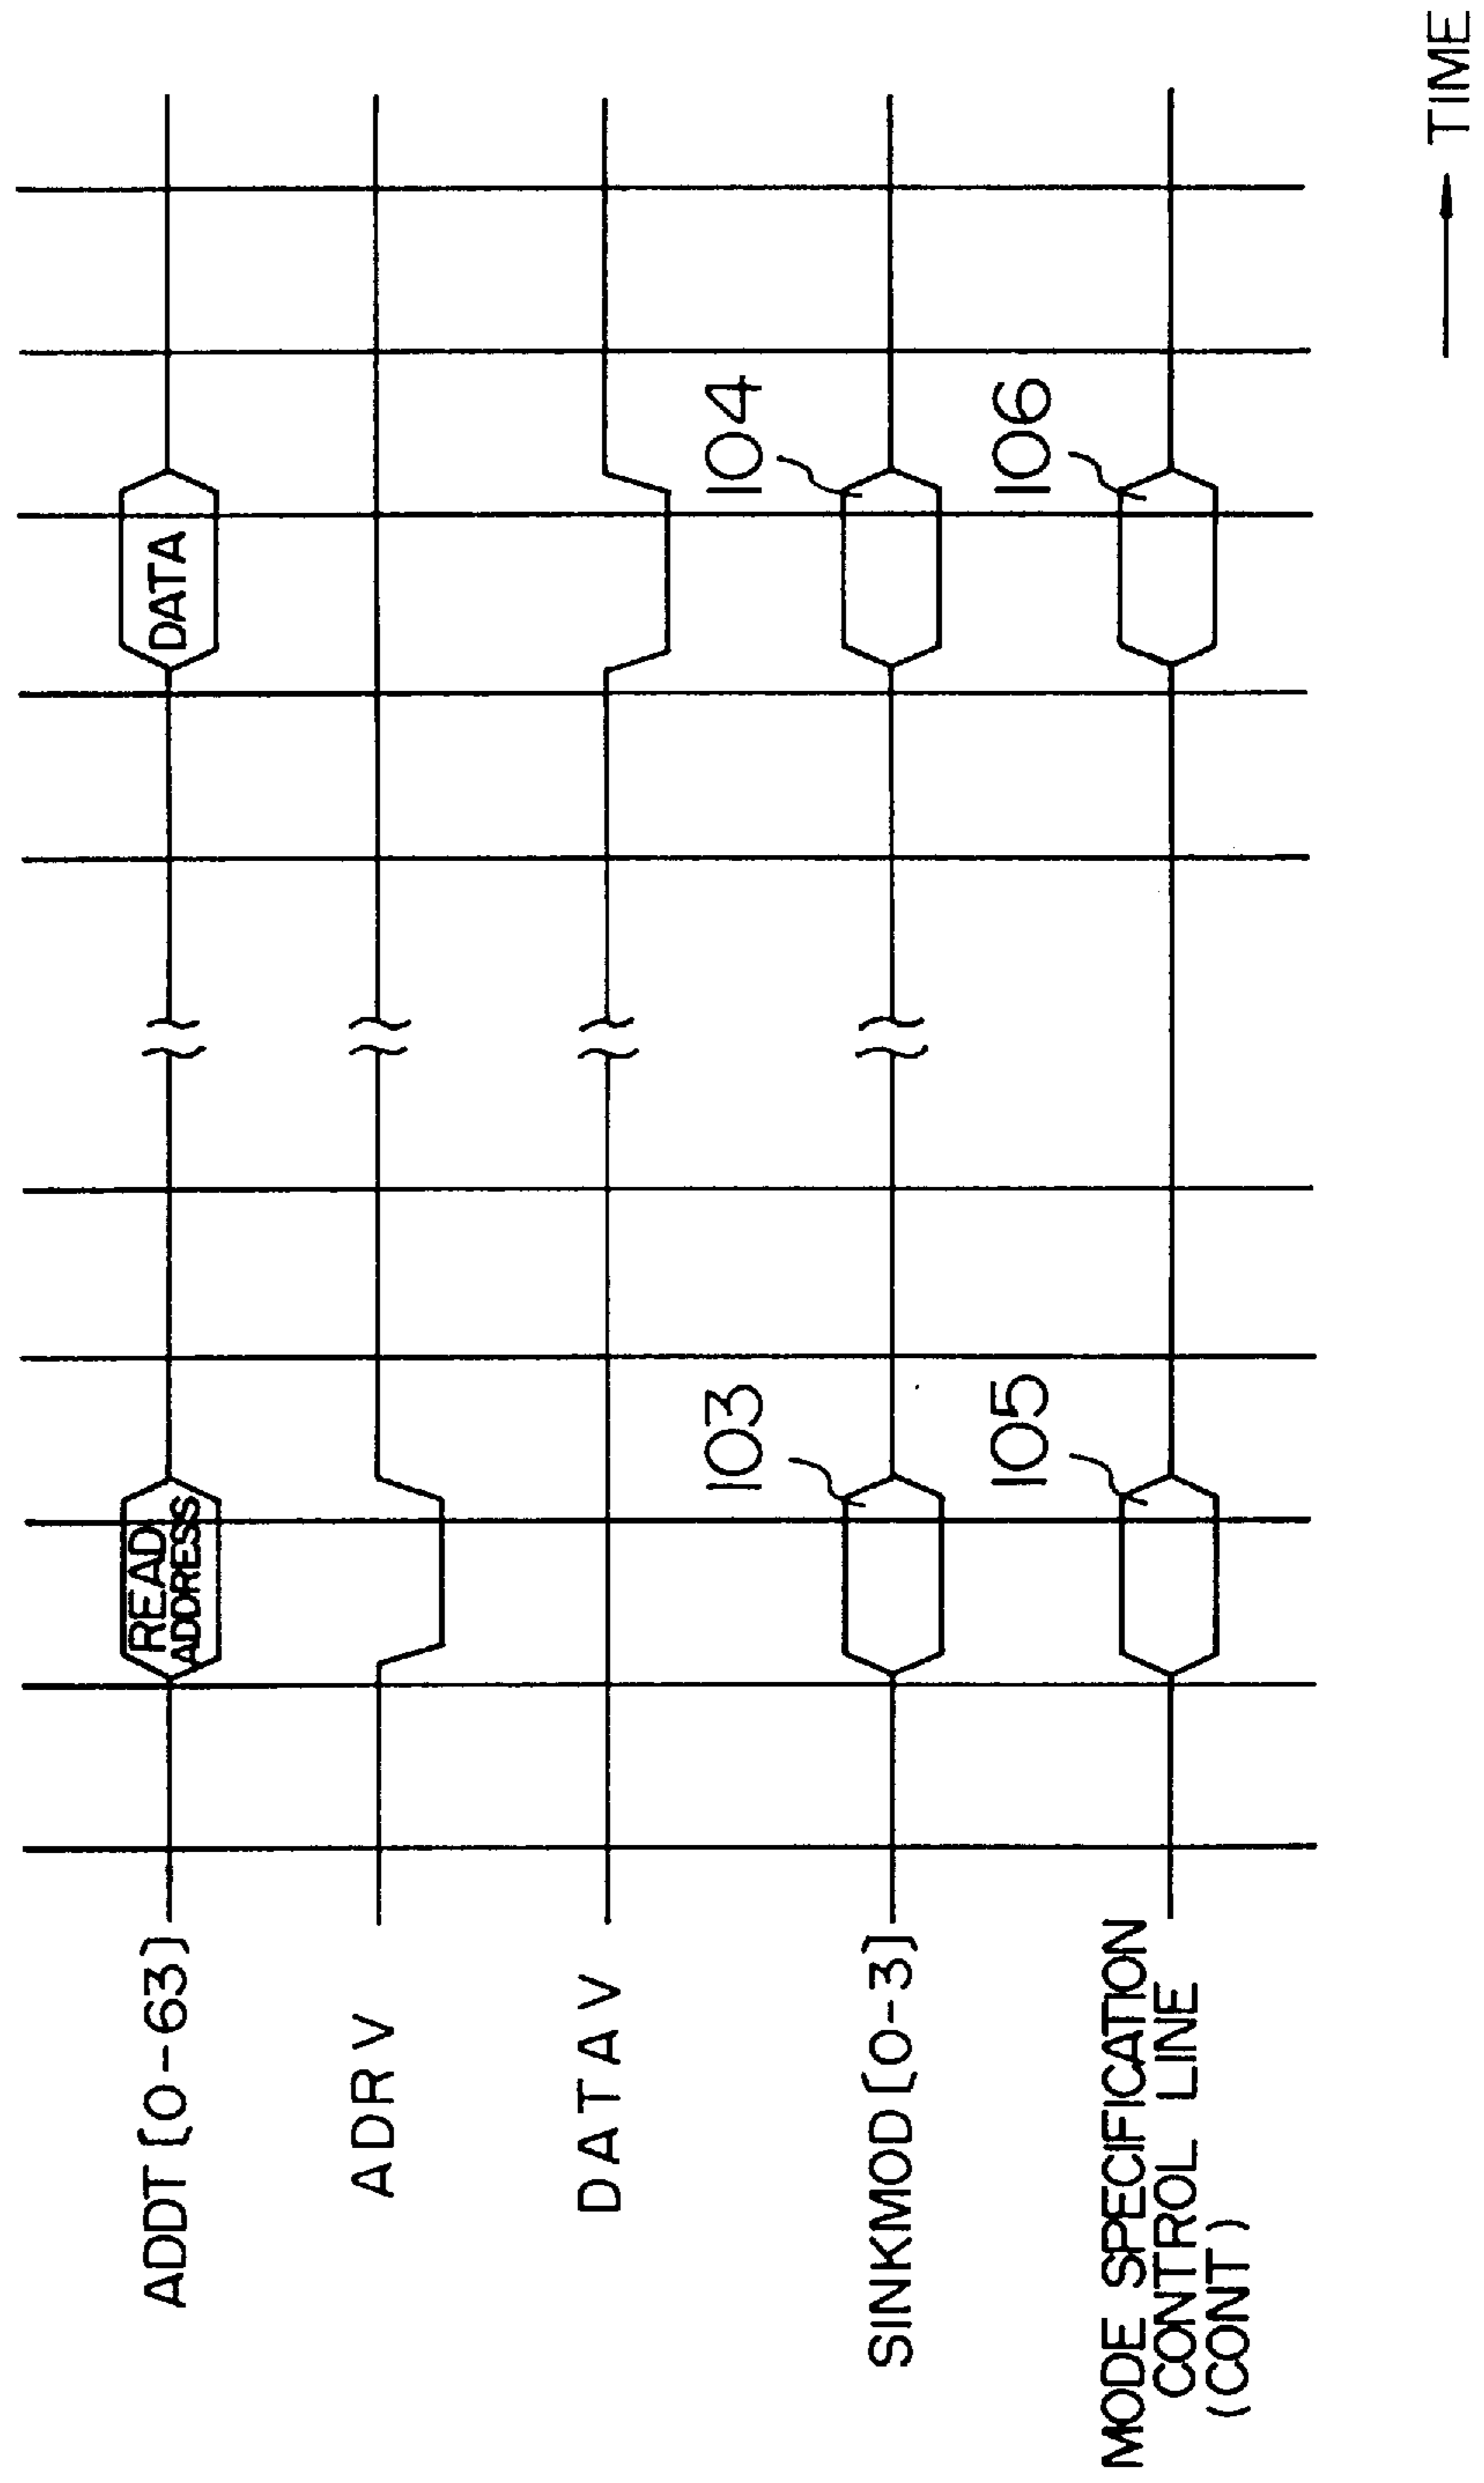 ADDT [0-63]
READ
ADDRESS
DATA
ADRV
DATAV
103
104
SINKMOD [0-3]
105
106
MODE SPECIFICATION
CONTROL LINE
(CONT)
TIME